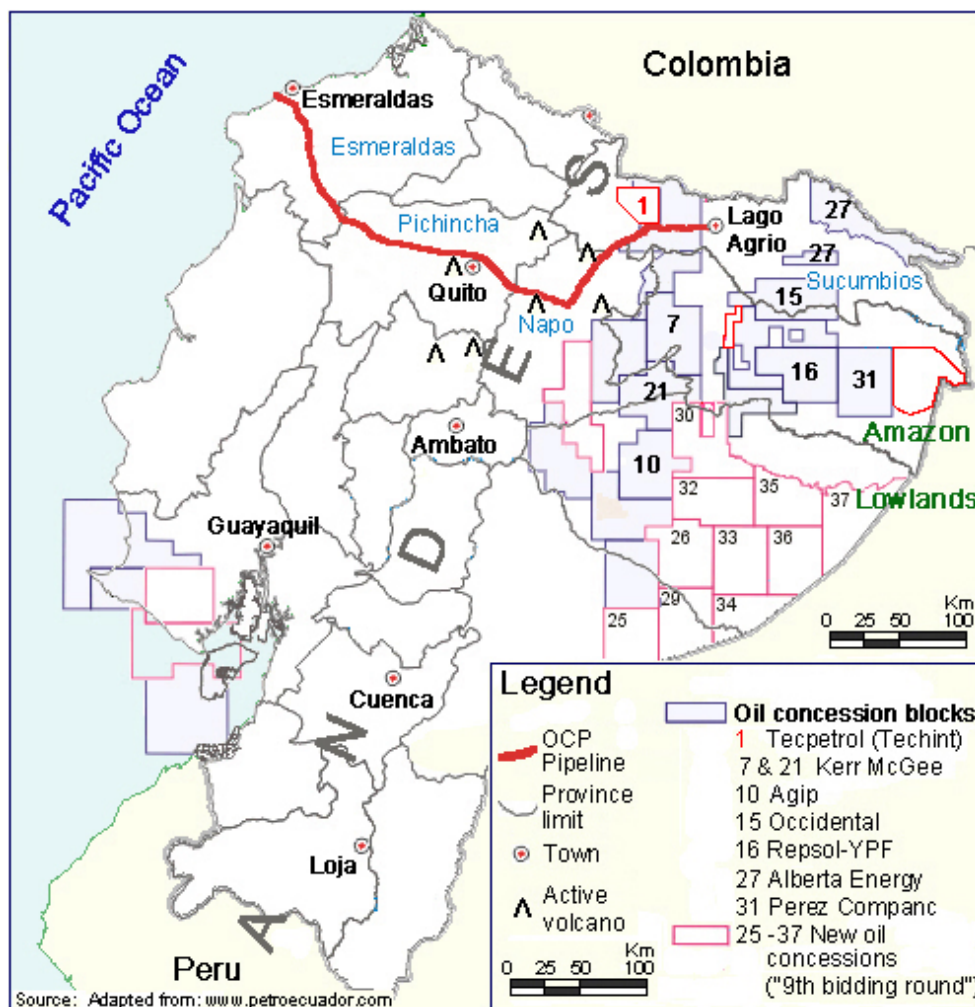 Pacific Ocean
Colombia
Esmeraldas
Esmeraldas
Pichincha
Quito
Napo
1
Lago
Agrio
27
27
Sucumbios
15
7
16
31
21
30
Amazon
Lowlands
Ambato
10
32
35
37
26
33
36
29
34
25
Guayaquil
Cuenca
Loja
Peru
A N D E S
Km
0 25 50 100
Legend
OCP
Pipeline
Province
limit
Town
Active
volcano
Km
0 25 50 100
Oil concession blocks
1 Tecpetrol (Techint)
7 & 21 Kerr McGee
10 Agip
15 Occidental
16 Repsol-YPF
27 Alberta Energy
31 Perez Companc
25 -37 New oil
concessions
("9th bidding round")
Source: Adapted from: www.petroecuador.com